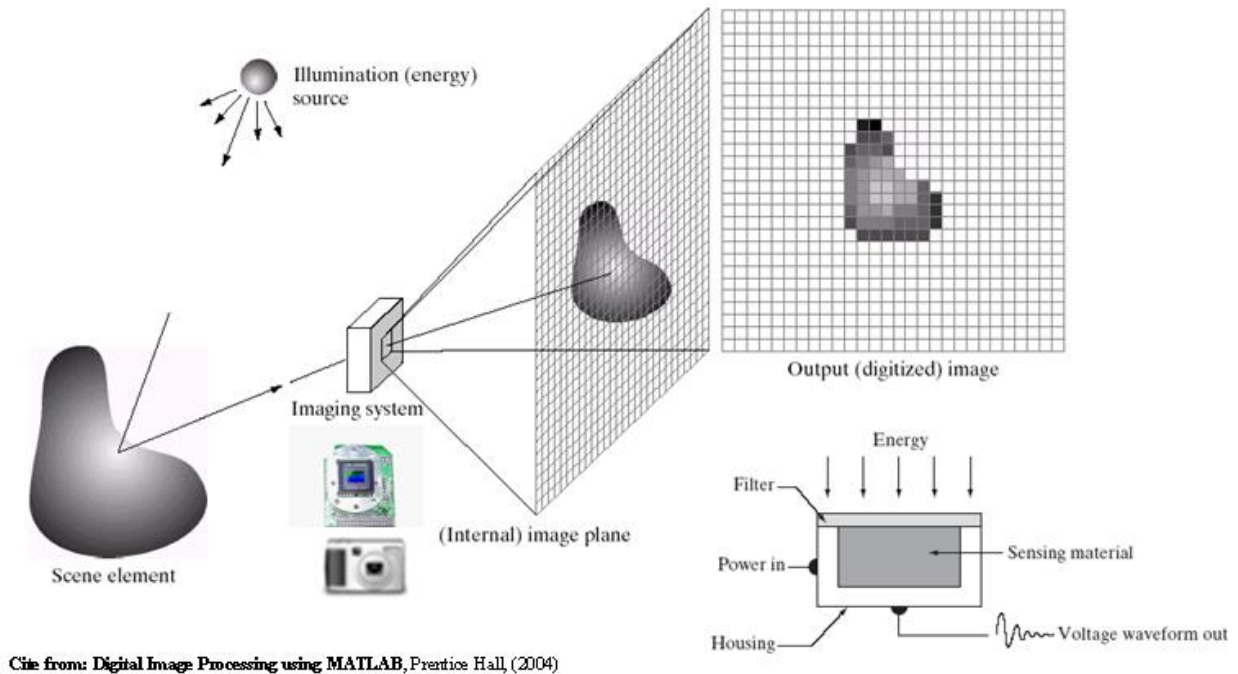 Illumination (energy)
source
Output (digitized) image
Imaging system
Energy
Filter
(Internal) image plane
Sensing material
Scene element
Power in
Housing
Voltage waveform out
Cite from: Digital Image Processing using MATLAB, Prentice Hall, (2004)